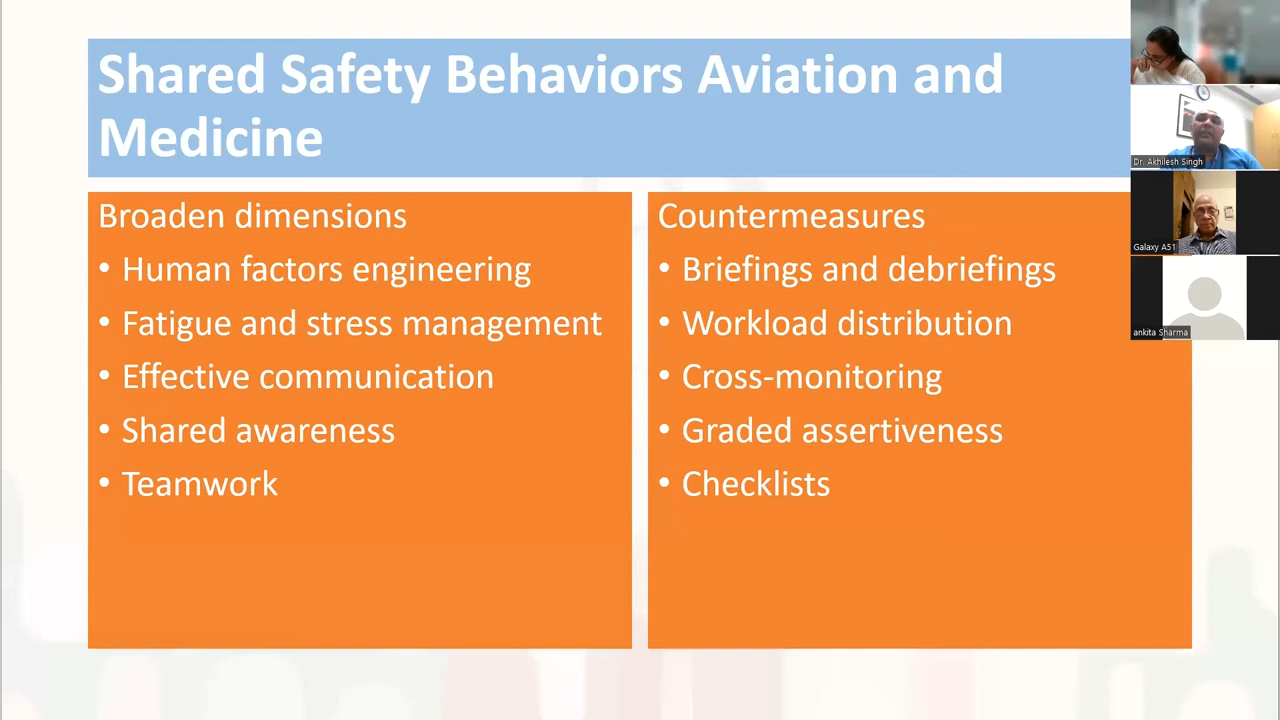 Shared Safety Behaviors Aviation and
Medicine
Broaden dimensions
• Human factors engineering
• Fatigue and stress management
• Effective communication
• Shared awareness
• Teamwork
Countermeasures
• Briefings and debriefings
• Workload distribution
• Cross-monitoring
• Graded assertiveness
• Checklists
Dr. Akhilesh Singh
Galaxy A51
ankita Sharma